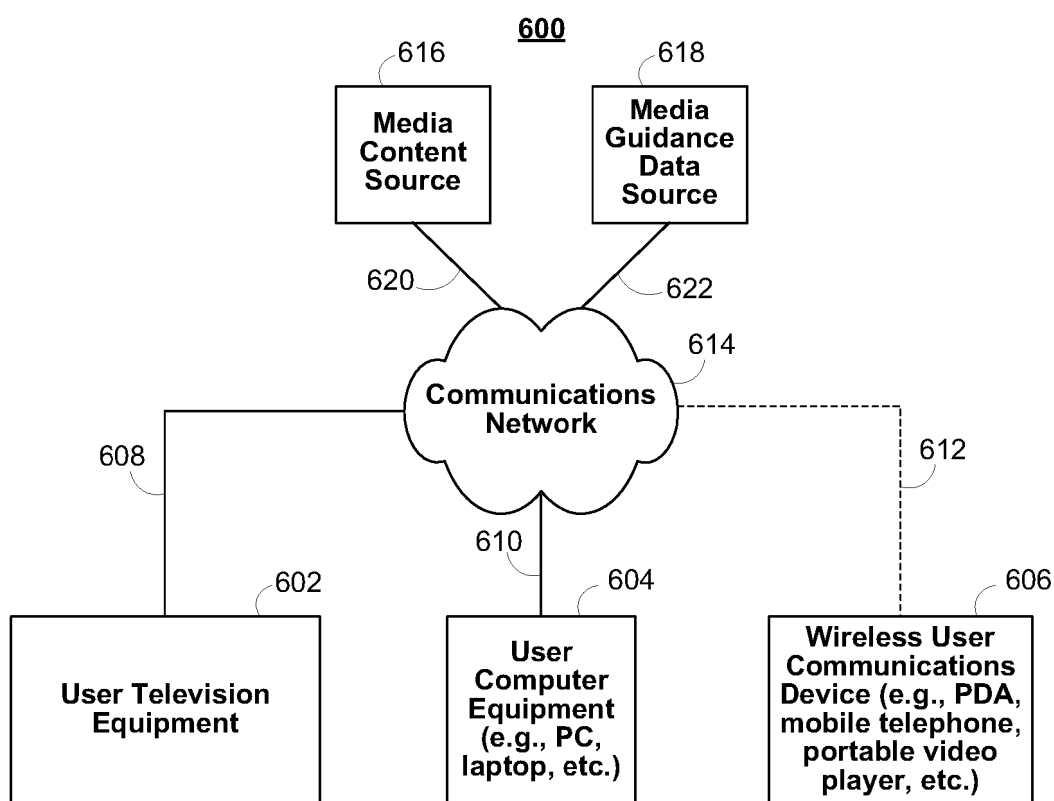 600
616
618
Media
Content
Source
Media
Guidance
Data
Source
620
622
614
Communications
Network
608
612
610
602
604
606
User Television
Equipment
User
Computer
Equipment
(e.g., PC,
laptop, etc.)
Wireless User
Communications
Device (e.g., PDA,
mobile telephone,
portable video
player, etc.)